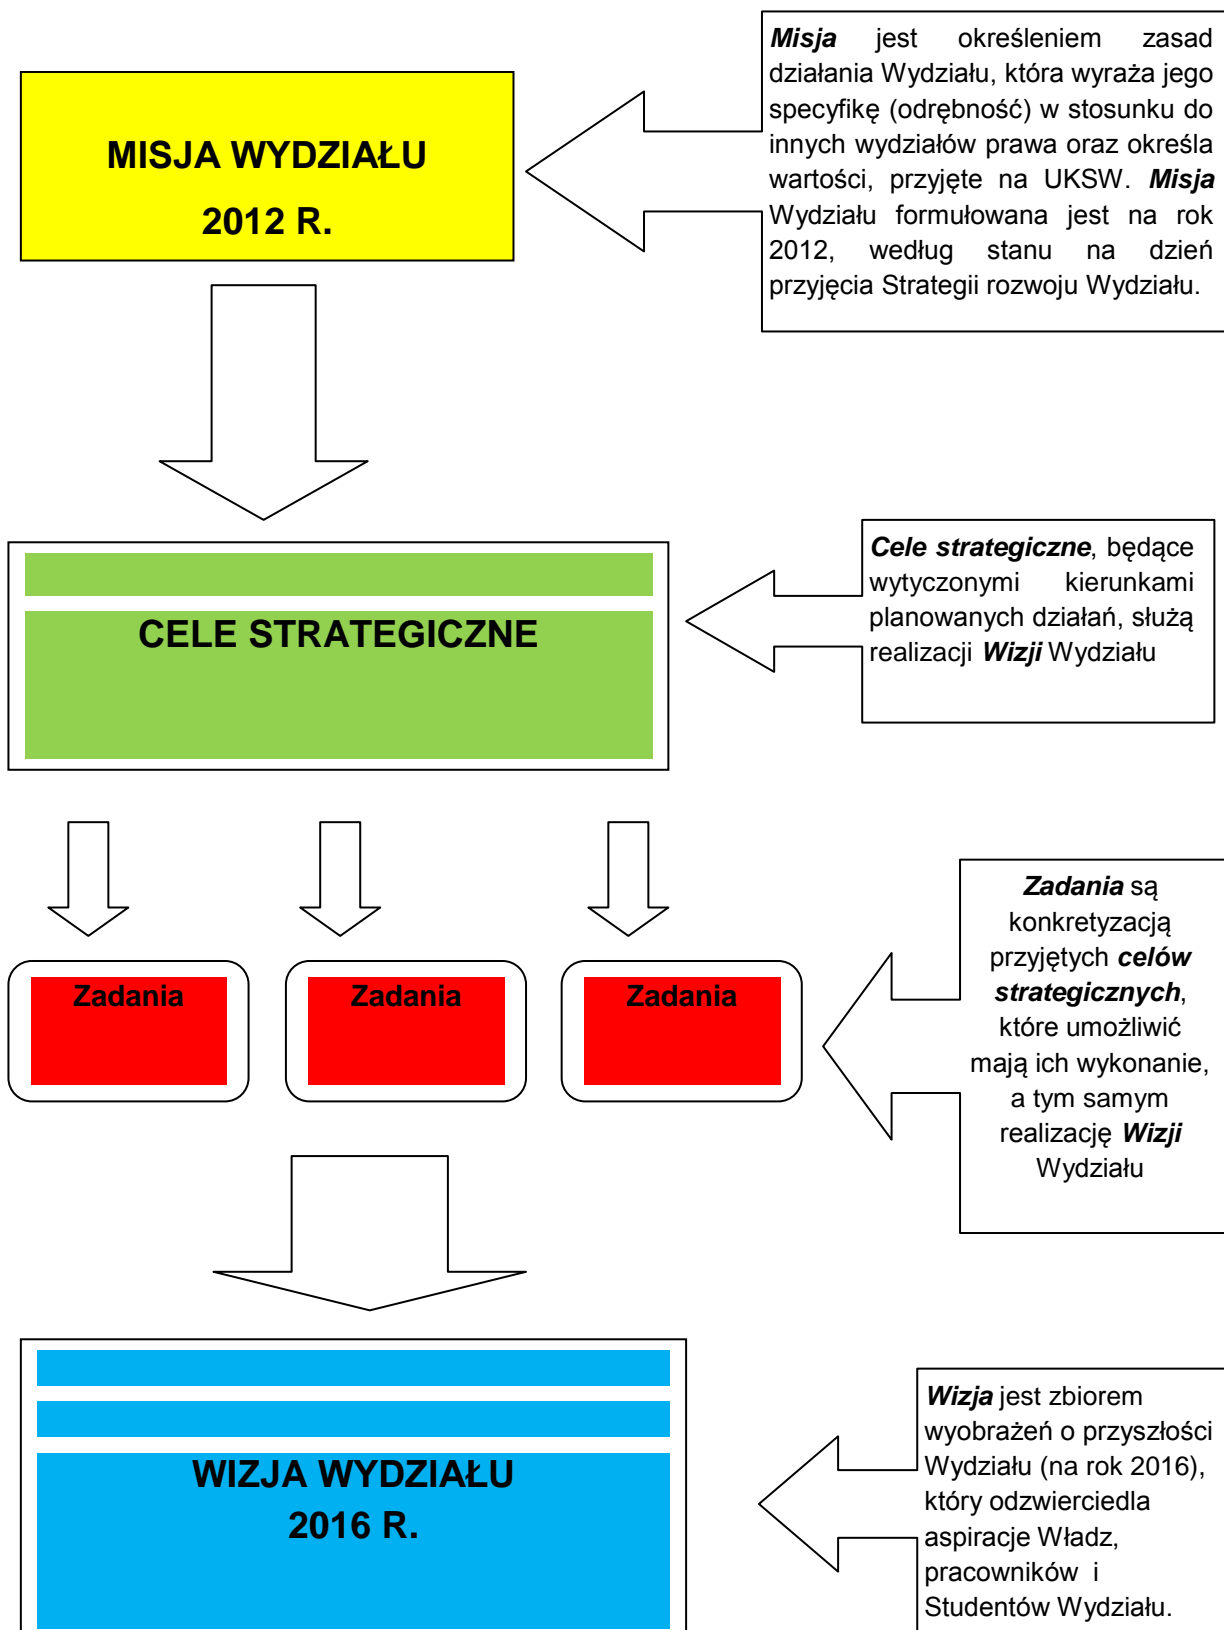 MISJA WYDZIAŁU
2012 R.
Misja jest określeniem zasad
działania Wydziału, która wyraża jego
specyfikę (odrębność) w stosunku do
innych wydziałów prawa oraz określa
wartości, przyjęte na UKSW. Misja
Wydziału formułowana jest na rok
2012, według stanu na dzień
przyjęcia Strategii rozwoju Wydziału.
CELE STRATEGICZNE
Cele strategiczne, będące
wytyczonymi kierunkami
planowanych działań, służą
realizacji Wizji Wydziału
Zadania
Zadania
Zadania
Zadania są
konkretyzacją
przyjętych celów
strategicznych,
które umożliwić
mają ich wykonanie,
a tym samym
realizację Wizji
Wydziału
WIZJA WYDZIAŁU
2016 R.
Wizja jest zbiorem
wyobrażeń o przyszłości
Wydziału (na rok 2016),
który odzwierciedla
aspiracje Władz,
pracowników i
Studentów Wydziału.